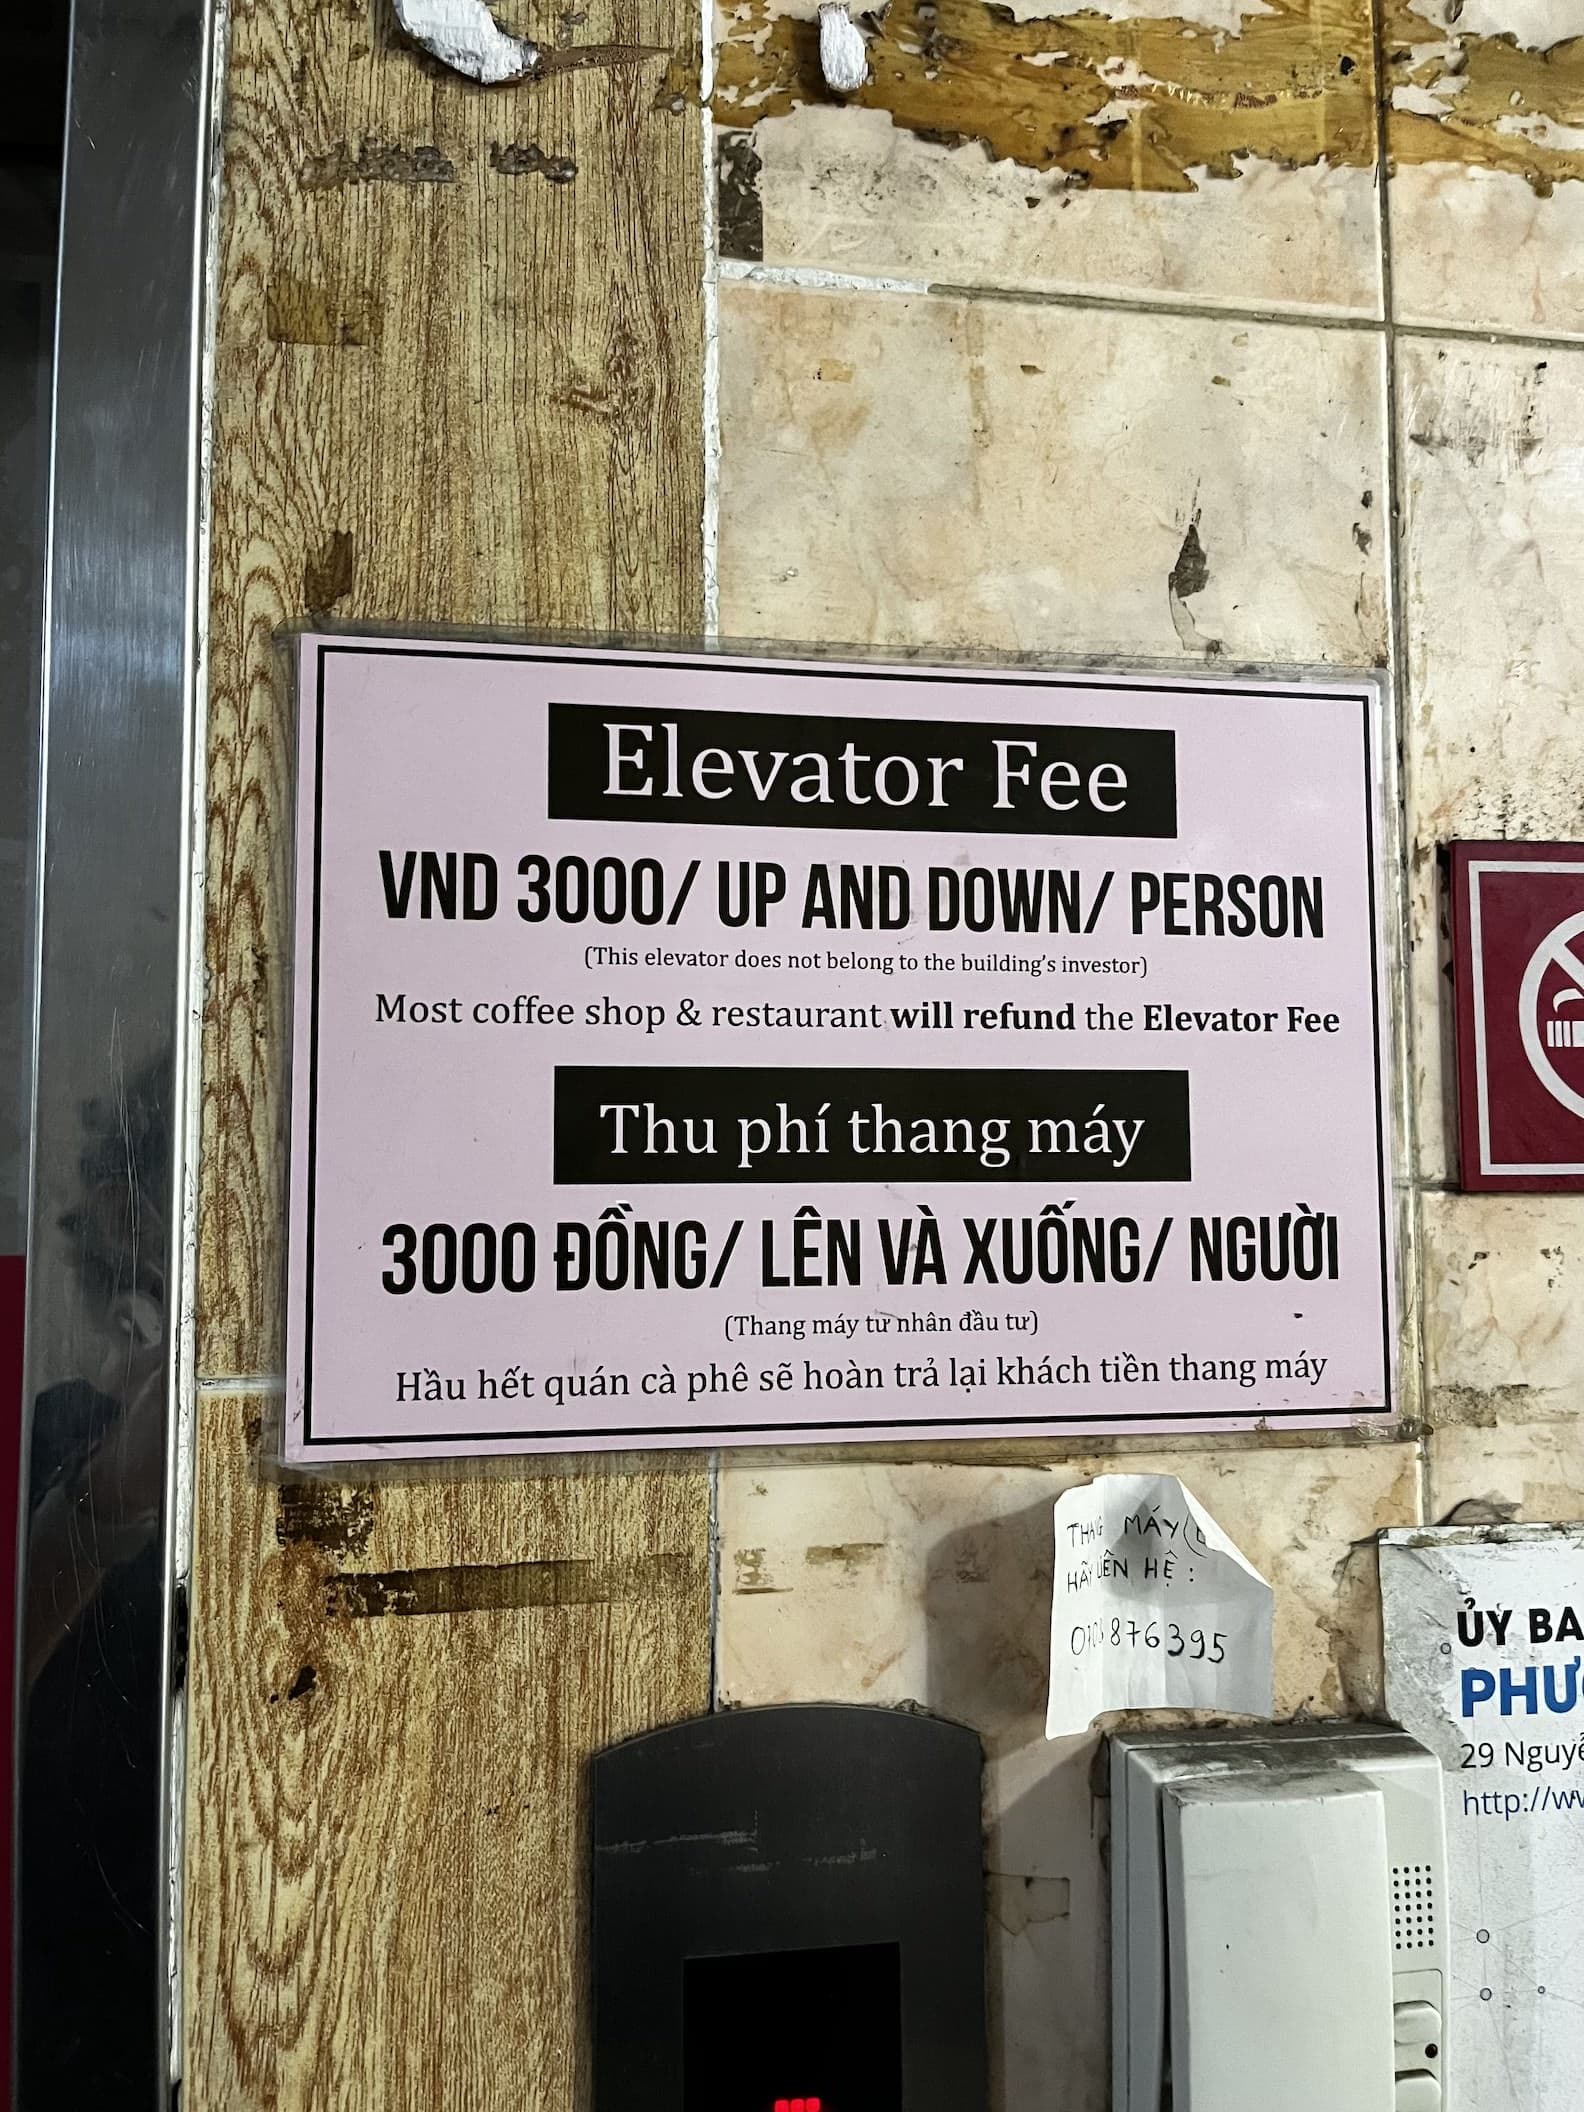 Elevator Fee
VND 3000/ UP AND DOWN/ PERSON
(This elevator does not belong to the building's investor)
Most coffee shop & restaurant will refund the Elevator Fee
Thu phí thang máy
3000 ĐỒNG/ LÊN VÀ XUỐNG/ NGƯỜI
(Thang máy tư nhân đầu tư)
Hầu hết quán cà phê sẽ hoàn trả lại khách tiền thang máy
MÁY
HỆ :
ỦY BA
PHƯ
29 Nguyễ
http://w